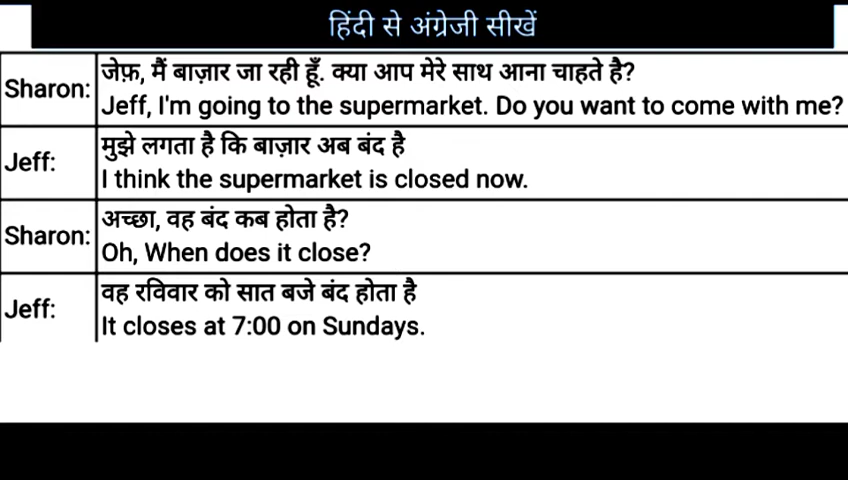 हिंदी से अंग्रेजी सीखें
Sharon:
जेफ़, मैं बाज़ार जा रही हूँ. क्या आप मेरे साथ आना चाहते है?
Jeff, I'm going to the supermarket. Do you want to come with me?
Jeff:
मुझे लगता है कि बाज़ार अब बंद है
I think the supermarket is closed now.
Sharon:
अच्छा, वह बंद कब होता है?
Oh, When does it close?
Jeff:
वह रविवार को सात बजे बंद होता है
It closes at 7:00 on Sundays.